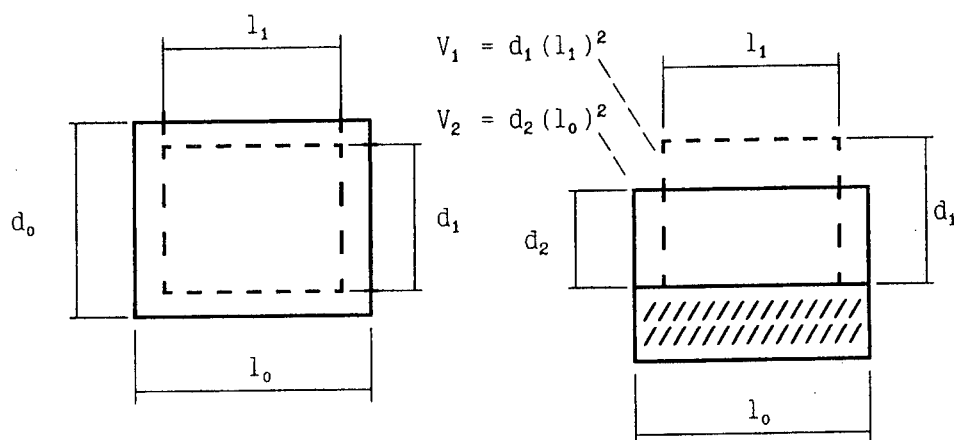 l₁
d₀
d₁
l₀
V₁ = d₁(l₁)²
V₂ = d₂(l₀)²
l₁
d₂
d₁
l₀